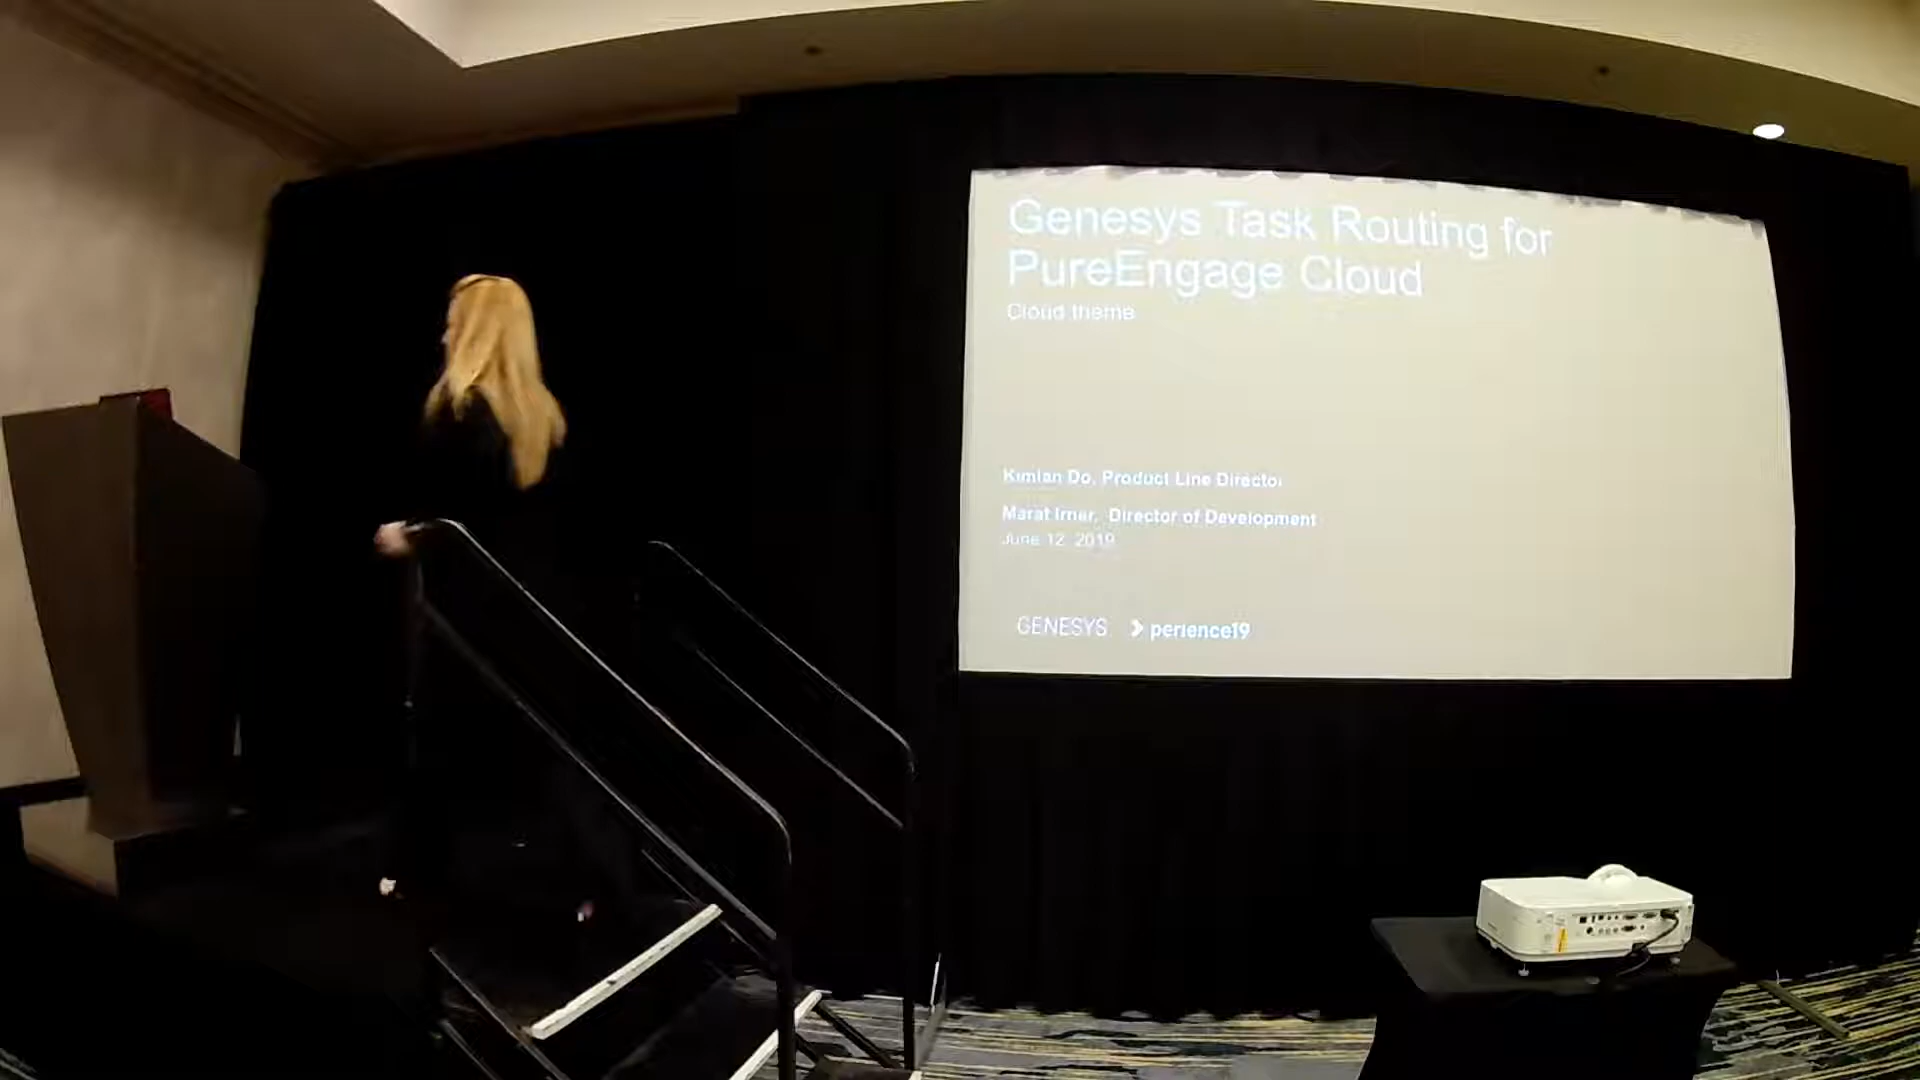 Genesys Task Routing for
PureEngage Cloud
Cloud theme
Kimlan Do, Product Line Director
Marat Irner, Director of Development
June 12, 2019
GENESYS perience19